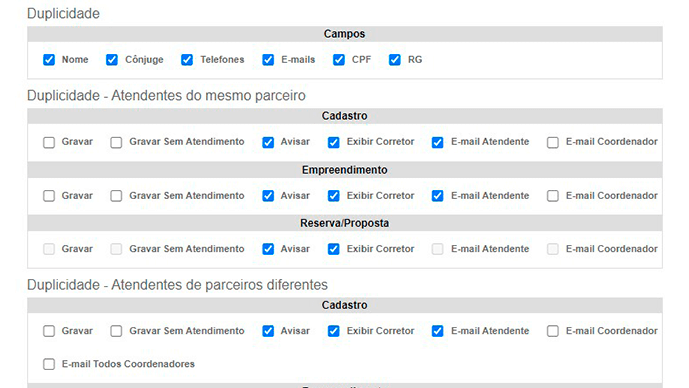 Duplicidade
Campos
Nome Cônjuge Telefones E-mails CPF RG
Duplicidade - Atendentes do mesmo parceiro
Cadastro
Gravar Gravar Sem Atendimento Avisar Exibir Corretor E-mail Atendente E-mail Coordenador
Empreendimento
Gravar Gravar Sem Atendimento Avisar Exibir Corretor E-mail Atendente E-mail Coordenador
Reserva/Proposta
Gravar Gravar Sem Atendimento Avisar Exibir Corretor E-mail Atendente E-mail Coordenador
Duplicidade - Atendentes de parceiros diferentes
Cadastro
Gravar Gravar Sem Atendimento Avisar Exibir Corretor E-mail Atendente E-mail Coordenador
E-mail Todos Coordenadores